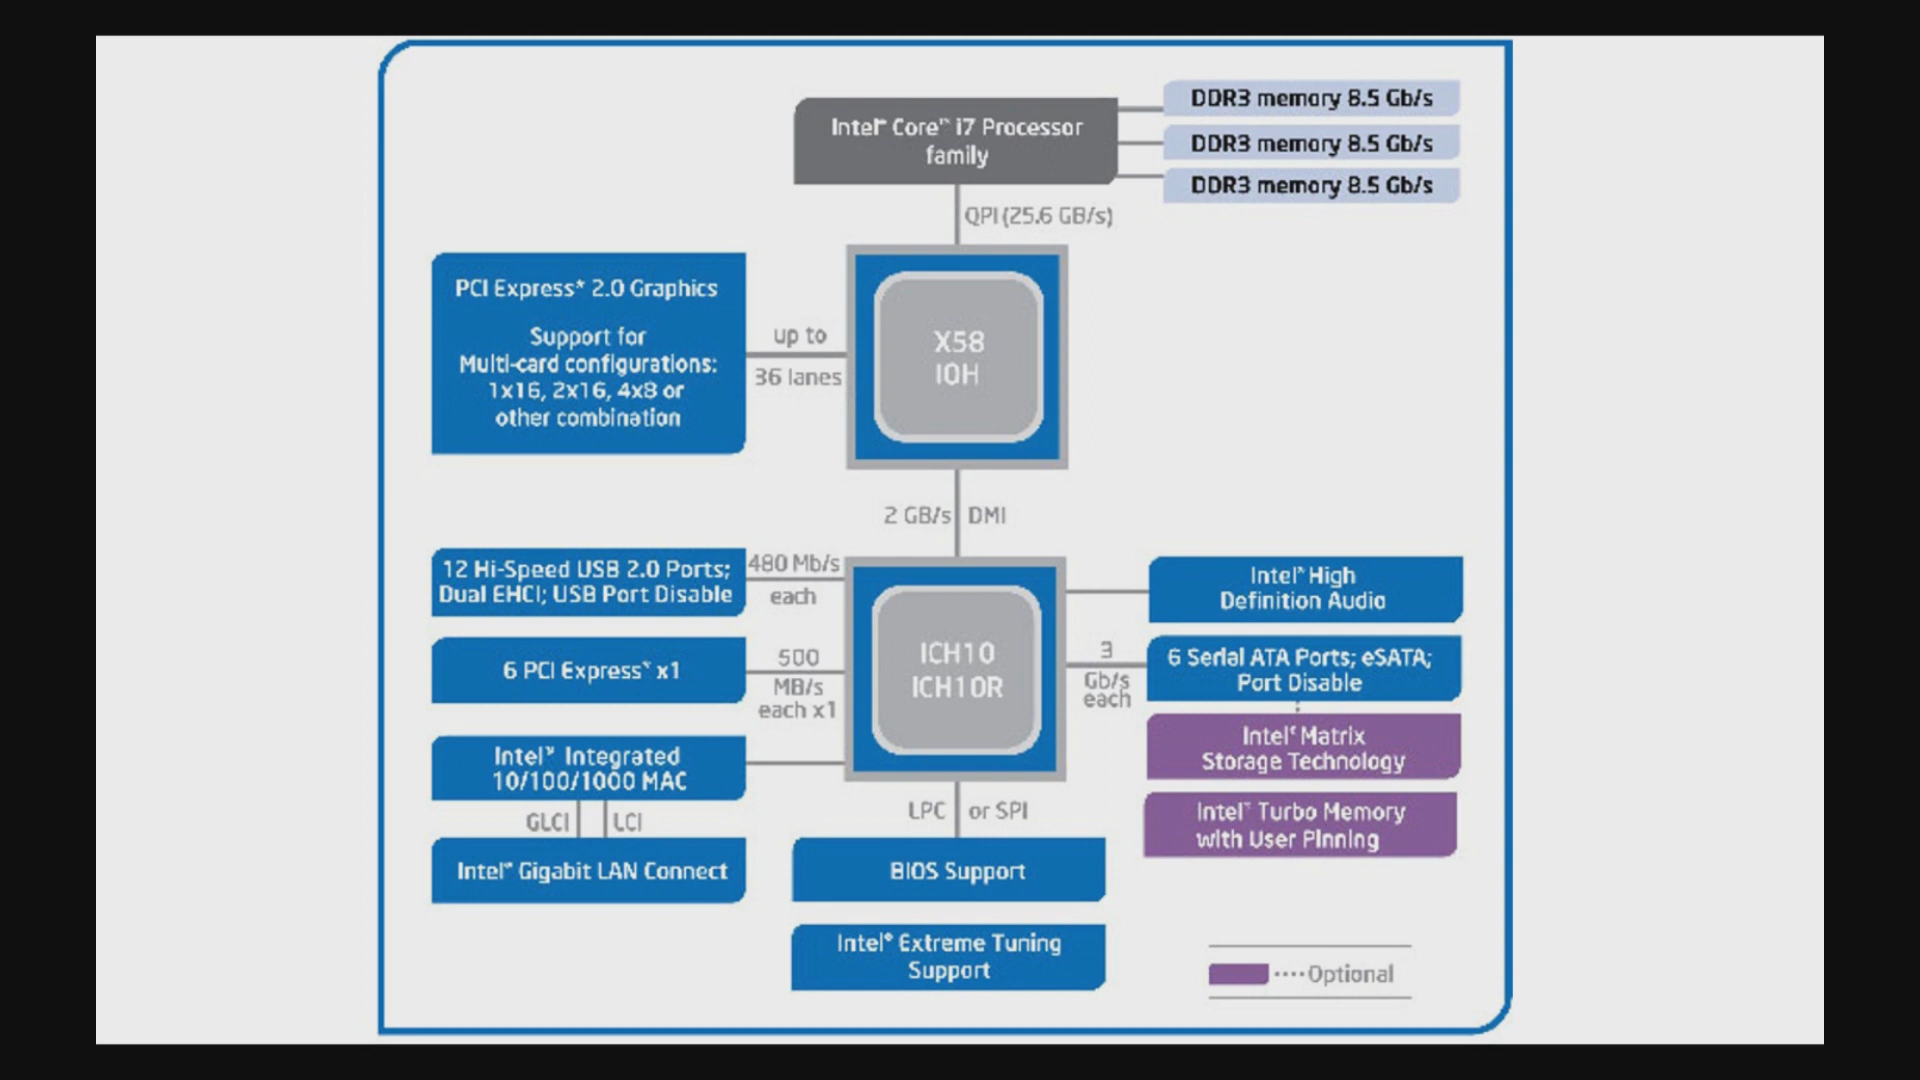 Intel® Core™ i7 Processor
family
DDR3 memory 8.5 Gb/s
DDR3 memory 8.5 Gb/s
DDR3 memory 8.5 Gb/s
QPI (25.6 GB/s)
PCI Express* 2.0 Graphics
Support for
Multi-card configurations:
1x16, 2x16, 4x8 or
other combination
up to
36 lanes
X58
IOH
2 GB/s DMI
12 Hi-Speed USB 2.0 Ports;
Dual EHCI; USB Port Disable
480 Mb/s
each
6 PCI Express* x1
500
MB/s
each x1
Intel® Integrated
10/100/1000 MAC
GLCI LCI
Intel® Gigabit LAN Connect
ICH10
ICH10R
Intel® High
Definition Audio
3
Gb/s
each
6 Serial ATA Ports; eSATA;
Port Disable
Intel® Matrix
Storage Technology
Intel® Turbo Memory
with User Pinning
LPC or SPI
BIOS Support
Intel® Extreme Tuning
Support
Optional